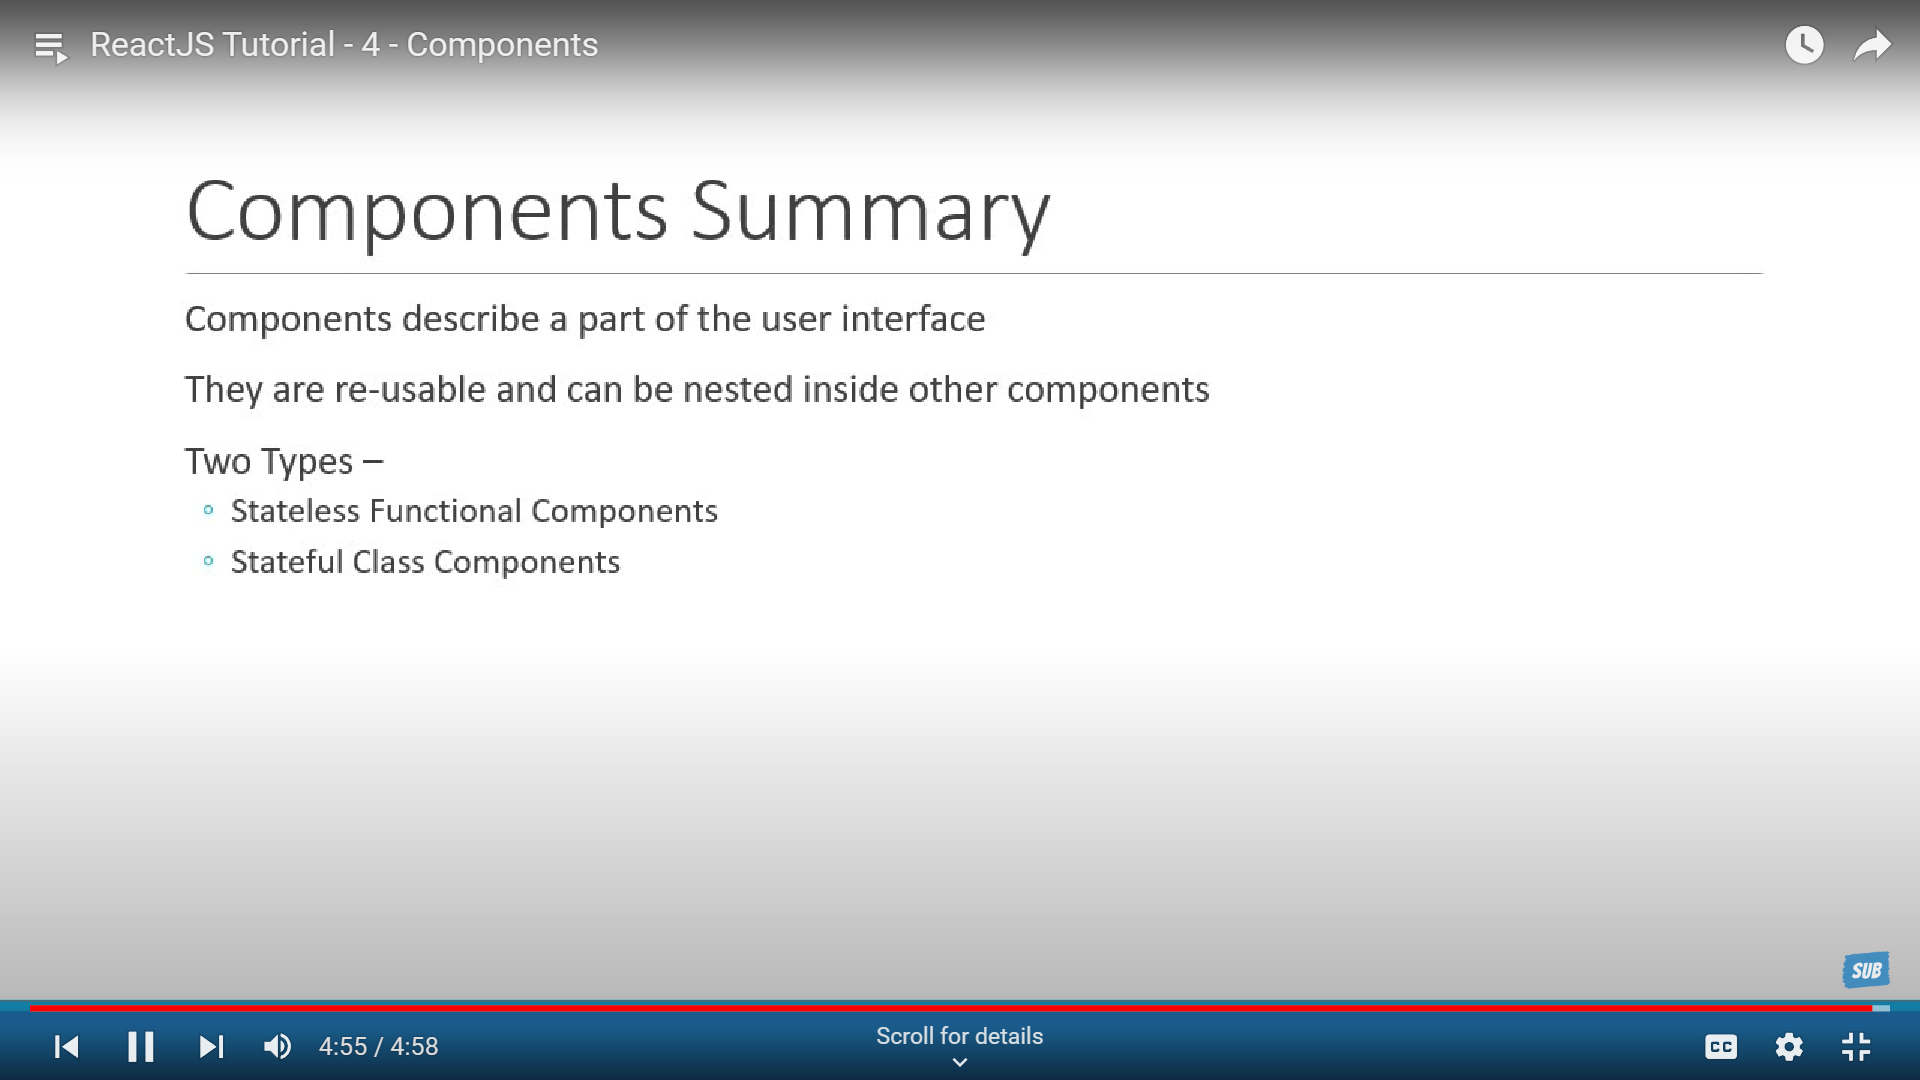 ReactJS Tutorial - 4 - Components
Components Summary
Components describe a part of the user interface
They are re-usable and can be nested inside other components
Two Types –
Stateless Functional Components
Stateful Class Components
SUB
4:55 / 4:58
Scroll for details
CC